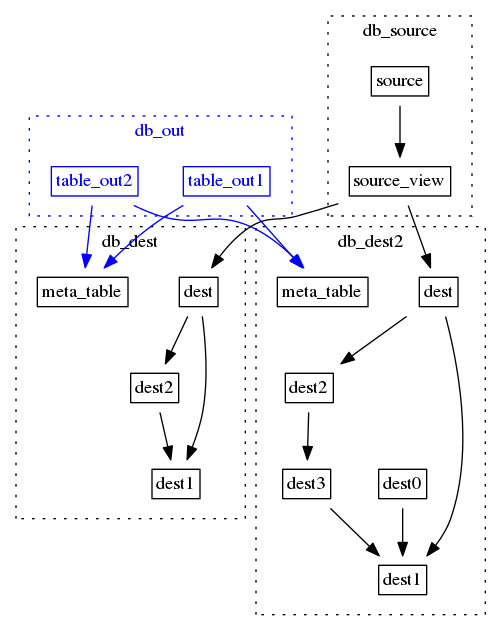 db_source
source
db_out
table_out2
table_out1
source_view
db_dest
db_dest2
meta_table
dest
meta_table
dest
dest2
dest2
dest1
dest3
dest0
dest1